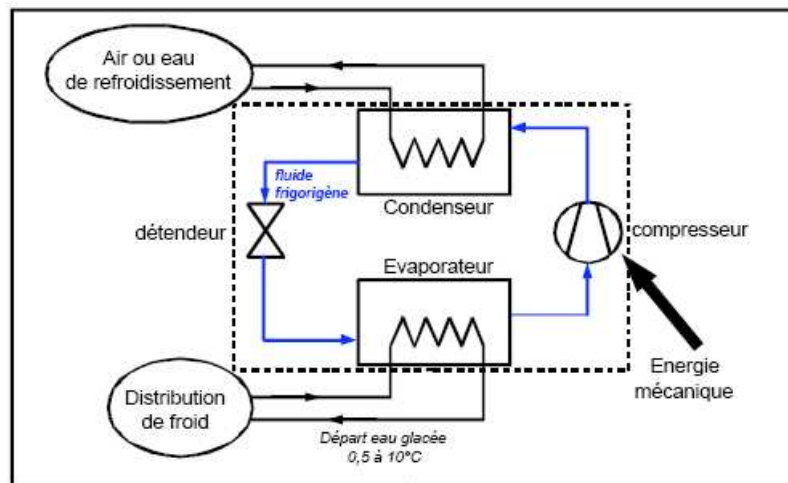 Air ou eau
de refroidissement
fluide
frigorigène
Condenseur
détendeur
compresseur
Evaporateur
Energie
mécanique
Distribution
de froid
Départ eau glacée
0,5 à 10°C